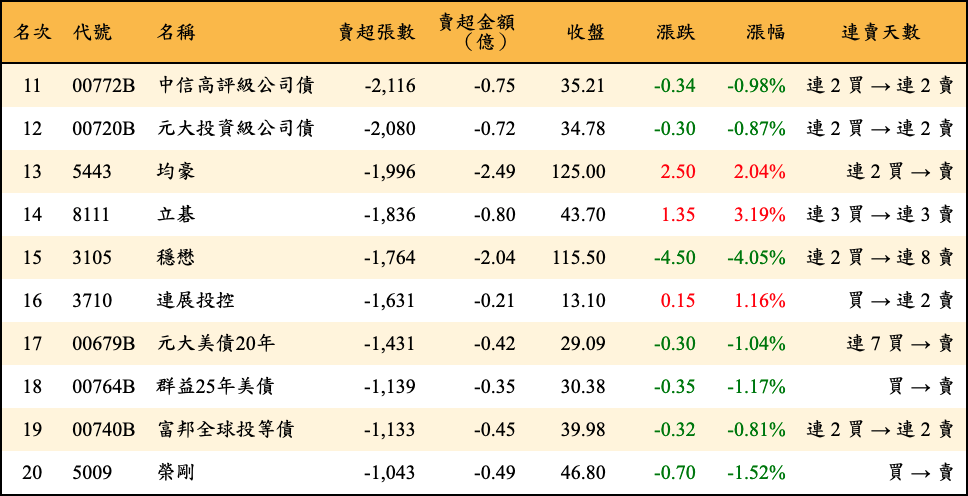 名次 代號 名稱 賣超張數 賣超金額（億） 收盤 漲跌 漲幅 連賣天數
11 00772B 中信高評級公司債 -2,116 -0.75 35.21 -0.34 -0.98% 連 2 買 → 連 2 賣
12 00720B 元大投資級公司債 -2,080 -0.72 34.78 -0.30 -0.87% 連 2 買 → 連 2 賣
13 5443 均豪 -1,996 -2.49 125.00 2.50 2.04% 連 2 買 → 賣
14 8111 立碁 -1,836 -0.80 43.70 1.35 3.19% 連 3 買 → 連 3 賣
15 3105 穩懋 -1,764 -2.04 115.50 -4.50 -4.05% 連 2 買 → 連 8 賣
16 3710 連展投控 -1,631 -0.21 13.10 0.15 1.16% 買 → 連 2 賣
17 00679B 元大美債20年 -1,431 -0.42 29.09 -0.30 -1.04% 連 7 買 → 賣
18 00764B 群益25年美債 -1,139 -0.35 30.38 -0.35 -1.17% 買 → 賣
19 00740B 富邦全球投等債 -1,133 -0.45 39.98 -0.32 -0.81% 連 2 買 → 連 2 賣
20 5009 榮剛 -1,043 -0.49 46.80 -0.70 -1.52% 買 → 賣